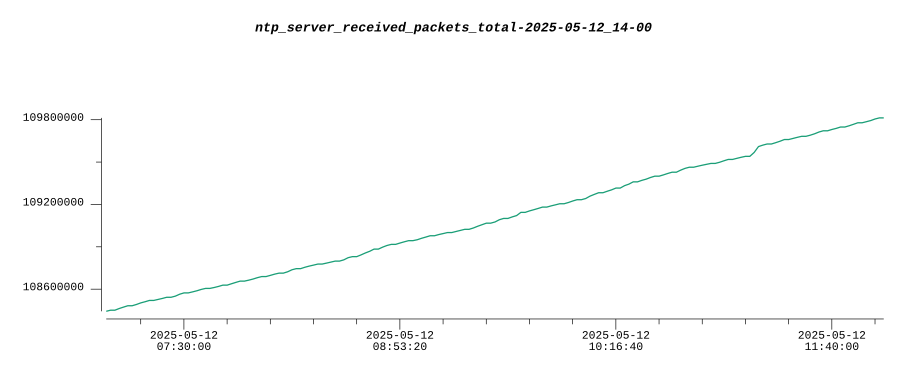 ntp_server_received_packets_total-2025-05-12_14-00
109800000
109200000
108600000
2025-05-12 2025-05-12 2025-05-12 2025-05-12
07:30:00 08:53:20 10:16:40 11:40:00